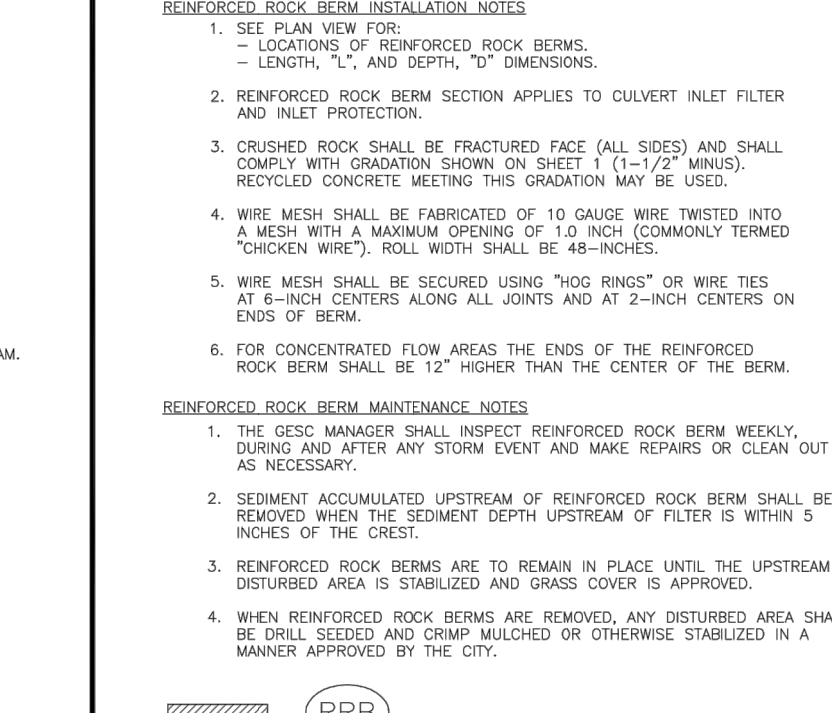 REINFORCED ROCK BERM INSTALLATION NOTES
1. SEE PLAN VIEW FOR:
– LOCATIONS OF REINFORCED ROCK BERMS.
– LENGTH, "L", AND DEPTH, "D" DIMENSIONS.
2. REINFORCED ROCK BERM SECTION APPLIES TO CULVERT INLET FILTER
AND INLET PROTECTION.
3. CRUSHED ROCK SHALL BE FRACTURED FACE (ALL SIDES) AND SHALL
COMPLY WITH GRADATION SHOWN ON SHEET 1 (1–1/2" MINUS).
RECYCLED CONCRETE MEETING THIS GRADATION MAY BE USED.
4. WIRE MESH SHALL BE FABRICATED OF 10 GAUGE WIRE TWISTED INTO
A MESH WITH A MAXIMUM OPENING OF 1.0 INCH (COMMONLY TERMED
"CHICKEN WIRE"). ROLL WIDTH SHALL BE 48–INCHES.
5. WIRE MESH SHALL BE SECURED USING "HOG RINGS" OR WIRE TIES
AT 6–INCH CENTERS ALONG ALL JOINTS AND AT 2–INCH CENTERS ON
ENDS OF BERM.
AM.
6. FOR CONCENTRATED FLOW AREAS THE ENDS OF THE REINFORCED
ROCK BERM SHALL BE 12" HIGHER THAN THE CENTER OF THE BERM.
REINFORCED ROCK BERM MAINTENANCE NOTES
1. THE GESC MANAGER SHALL INSPECT REINFORCED ROCK BERM WEEKLY,
DURING AND AFTER ANY STORM EVENT AND MAKE REPAIRS OR CLEAN OUT
AS NECESSARY.
2. SEDIMENT ACCUMULATED UPSTREAM OF REINFORCED ROCK BERM SHALL BE
REMOVED WHEN THE SEDIMENT DEPTH UPSTREAM OF FILTER IS WITHIN 5
INCHES OF THE CREST.
3. REINFORCED ROCK BERMS ARE TO REMAIN IN PLACE UNTIL THE UPSTREAM
DISTURBED AREA IS STABILIZED AND GRASS COVER IS APPROVED.
4. WHEN REINFORCED ROCK BERMS ARE REMOVED, ANY DISTURBED AREA SHA
BE DRILL SEEDED AND CRIMP MULCHED OR OTHERWISE STABILIZED IN A
MANNER APPROVED BY THE CITY.